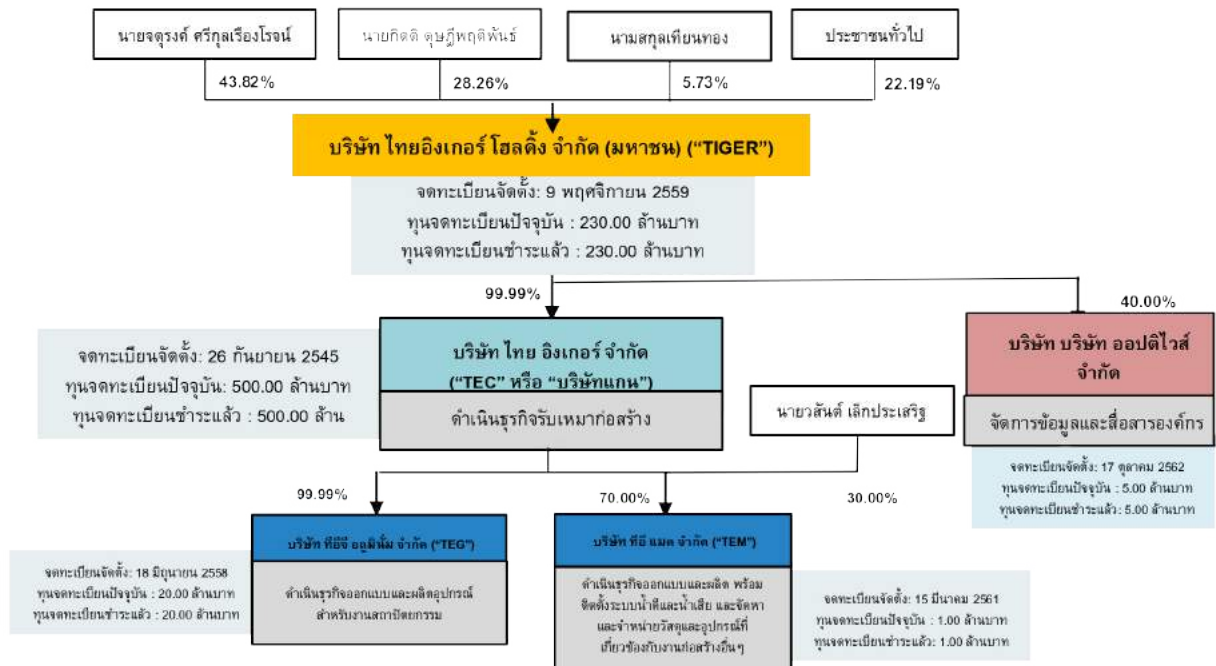 นายจตุรงค์ ศรีกุลเรืองโรจน์
นายกิตติ ดุษฎีพฤฒิพันธ์
นามสกุลเทียนทอง
ประชาชนทั่วไป
43.82%
28.26%
5.73%
22.19%
บริษัท ไทยอิงเกอร์ โฮลดิ้ง จำกัด (มหาชน) (“TIGER”)
จดทะเบียนจัดตั้ง: 9 พฤศจิกายน 2559
ทุนจดทะเบียนปัจจุบัน : 230.00 ล้านบาท
ทุนจดทะเบียนชำระแล้ว : 230.00 ล้านบาท
99.99%
40.00%
จดทะเบียนจัดตั้ง: 26 กันยายน 2545
ทุนจดทะเบียนปัจจุบัน: 500.00 ล้านบาท
ทุนจดทะเบียนชำระแล้ว : 500.00 ล้าน
บริษัท ไทย อิงเกอร์ จำกัด
(“TEC” หรือ “บริษัทแกน”)
ดำเนินธุรกิจรับเหมาก่อสร้าง
นายวสันต์ เลิกประเสริฐ
บริษัท บริษัท ออปติไวส์
จำกัด
จัดการข้อมูลและสื่อสารองค์กร
จดทะเบียนจัดตั้ง: 17 ตุลาคม 2562
ทุนจดทะเบียนปัจจุบัน : 5.00 ล้านบาท
ทุนจดทะเบียนชำระแล้ว: 5.00 ล้านบาท
99.99%
70.00%
30.00%
บริษัท ทีอีจี อลูมินั่ม จำกัด (“TEG”)
จดทะเบียนจัดตั้ง: 18 มิถุนายน 2558
ทุนจดทะเบียนปัจจุบัน : 20.00 ล้านบาท
ทุนจดทะเบียนชำระแล้ว : 20.00 ล้านบาท
ดำเนินธุรกิจออกแบบและผลิตอุปกรณ์
สำหรับงานสถาปัตยกรรม
บริษัท ทีอี แมค จำกัด (“TEM”)
ดำเนินธุรกิจออกแบบและผลิต พร้อม
ติดตั้งระบบน้ำดีและน้ำเสีย และจัดหา
และจำหน่ายวัสดุและอุปกรณ์ที่
เกี่ยวข้องกับงานก่อสร้างอื่นๆ
จดทะเบียนจัดตั้ง: 15 มีนาคม 2561
ทุนจดทะเบียนปัจจุบัน : 1.00 ล้านบาท
ทุนจดทะเบียนชำระแล้ว : 1.00 ล้านบาท